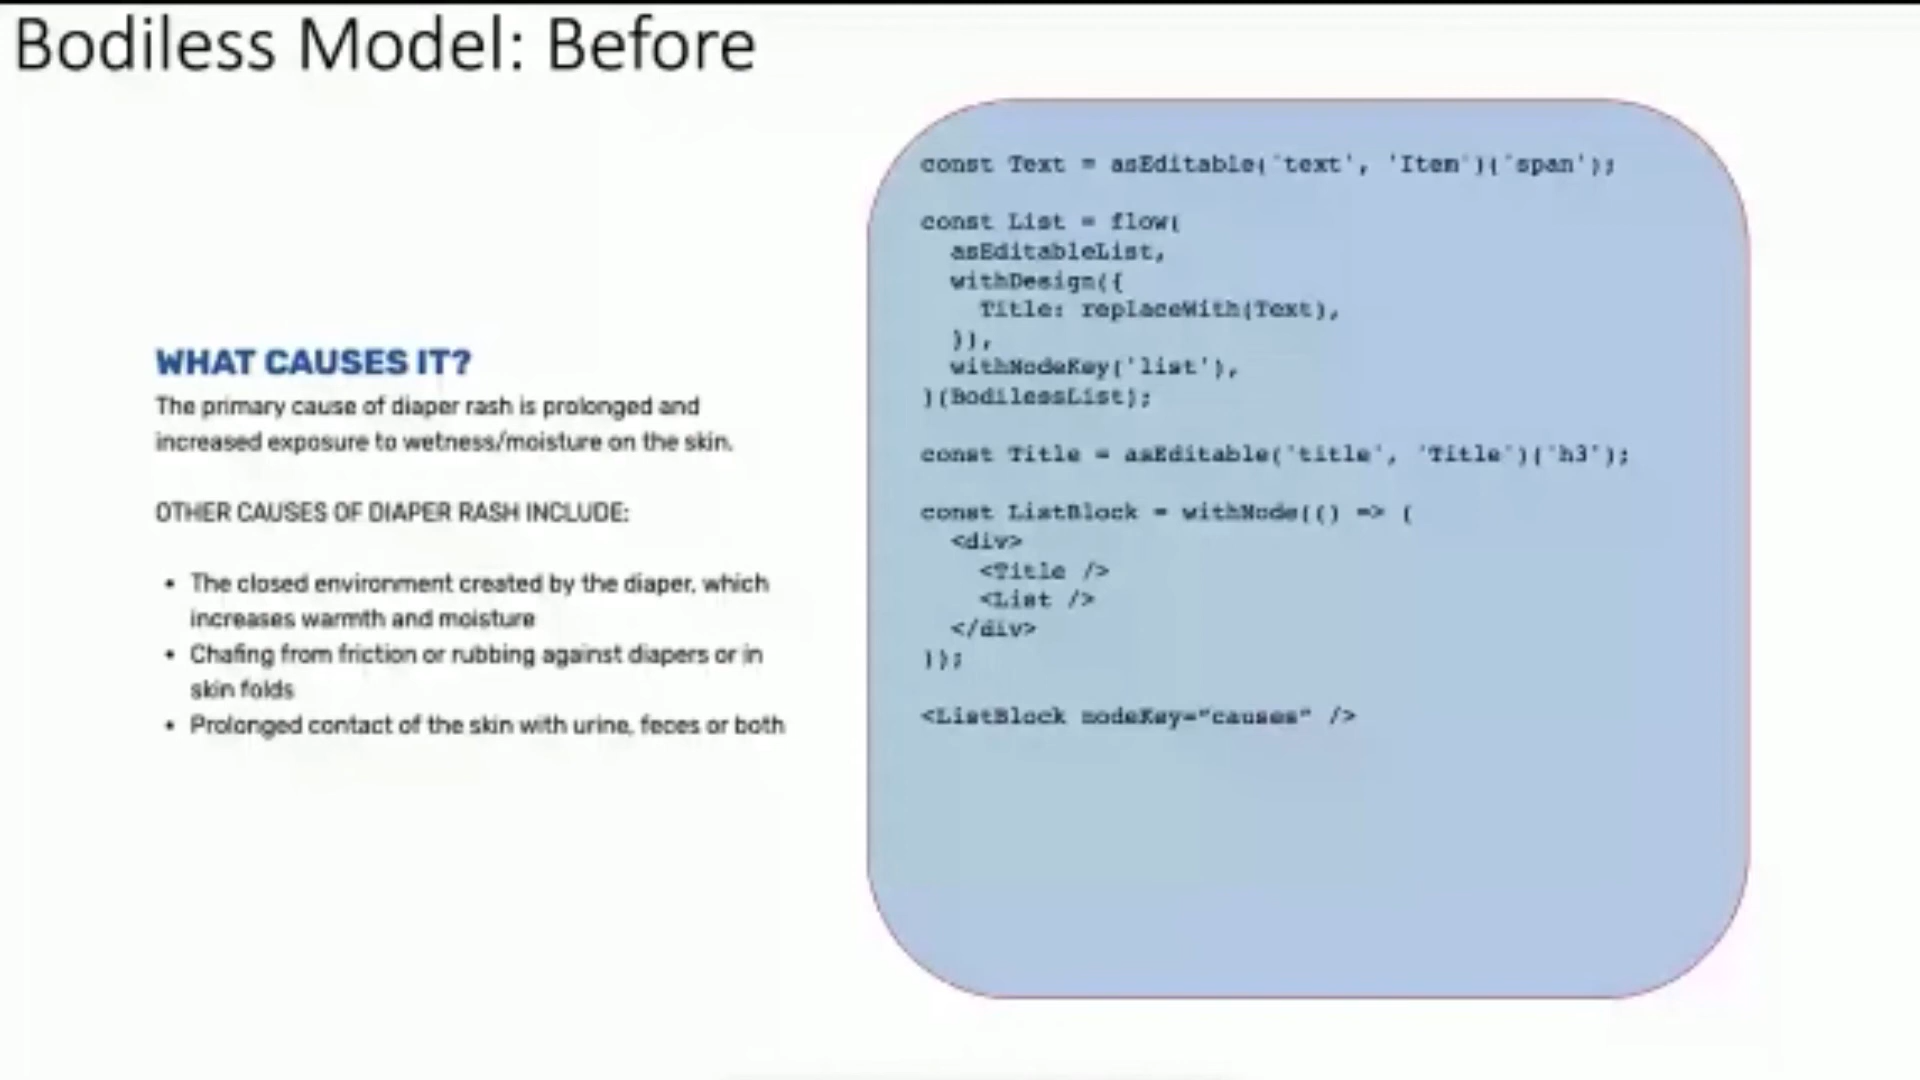 Bodiless Model: Before
WHAT CAUSES IT?
The primary cause of diaper rash is prolonged and
increased exposure to wetness/moisture on the skin.
OTHER CAUSES OF DIAPER RASH INCLUDE:
• The closed environment created by the diaper, which
increases warmth and moisture
• Chafing from friction or rubbing against diapers or in
skin folds
• Prolonged contact of the skin with urine, feces or both
const Text = asEditable('text', 'Item')('span');
const List = flow(
asEditableList,
withDesign({
Title: replaceWith(Text),
}),
withNodeKey('list'),
)(BodilessList);
const Title = asEditable('title', 'Title')('h3');
const ListBlock = withNode(() => (
<div>
<Title />
<List />
</div>
));
<ListBlock nodeKey="causes" />